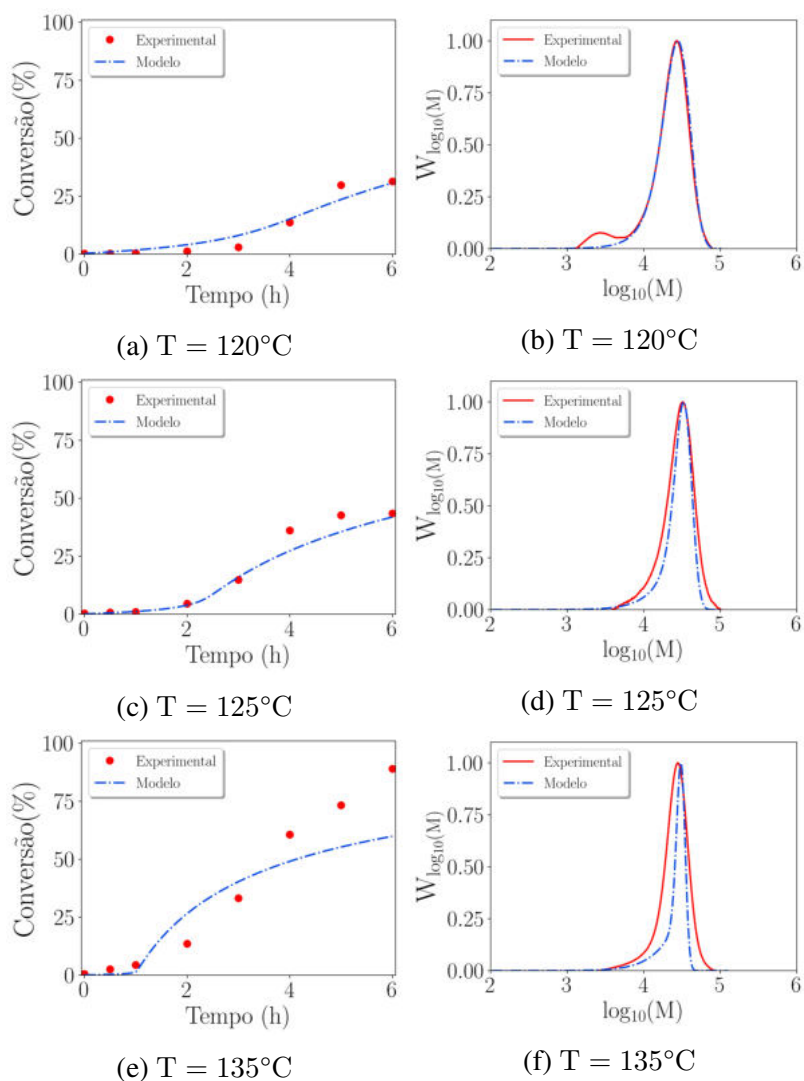 100
75
50
25
0
Conversão(%)
Experimental
Modelo
0 2 4 6
Tempo (h)
(a) T = 120°C
1.00
0.75
0.50
0.25
0.00
W_log₁₀(M)
Experimental
Modelo
2 3 4 5 6
log₁₀(M)
(b) T = 120°C
100
75
50
25
0
Conversão(%)
Experimental
Modelo
0 2 4 6
Tempo (h)
(c) T = 125°C
1.00
0.75
0.50
0.25
0.00
W_log₁₀(M)
Experimental
Modelo
2 3 4 5 6
log₁₀(M)
(d) T = 125°C
100
75
50
25
0
Conversão(%)
Experimental
Modelo
0 2 4 6
Tempo (h)
(e) T = 135°C
1.00
0.75
0.50
0.25
0.00
W_log₁₀(M)
Experimental
Modelo
2 3 4 5 6
log₁₀(M)
(f) T = 135°C